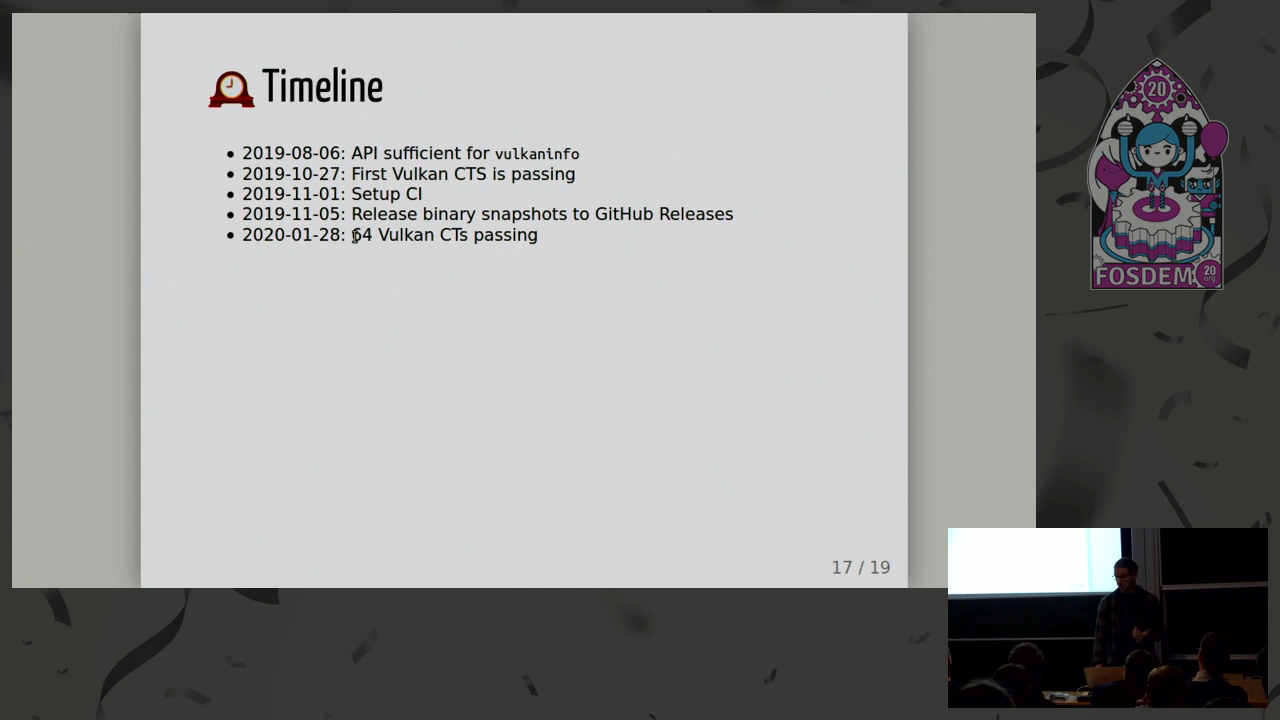 Timeline
2019-08-06: API sufficient for vulkaninfo
2019-10-27: First Vulkan CTS is passing
2019-11-01: Setup CI
2019-11-05: Release binary snapshots to GitHub Releases
2020-01-28: 64 Vulkan CTs passing
17 / 19
20
FOSDEM
20
.org